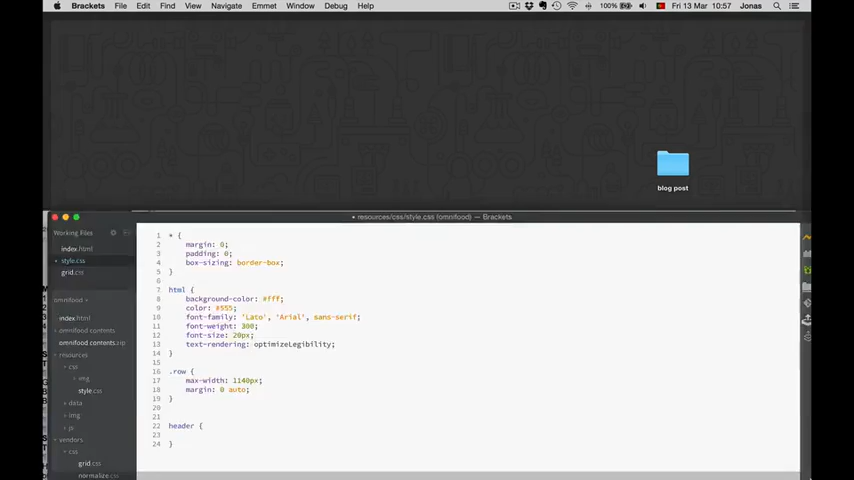 Brackets File Edit Find View Navigate Emmet Window Debug Help 100% Fri 13 Mar 10:57 Jonas
blog post
• resources/css/style.css (omnifood) — Brackets
Working Files
index.html
style.css
grid.css
omnifood
index.html
omnifood contents
omnifood contents.zip
resources
css
style.css
data
img
js
vendors
css
grid.css
normalize.css
1 * {
2 margin: 0;
3 padding: 0;
4 box-sizing: border-box;
5 }
6
7 html {
8 background-color: #fff;
9 color: #555;
10 font-family: 'Lato', 'Arial', sans-serif;
11 font-weight: 300;
12 font-size: 20px;
13 text-rendering: optimizeLegibility;
14 }
15
16 .row {
17 max-width: 1140px;
18 margin: 0 auto;
19 }
20
21
22 header {
23
24 }